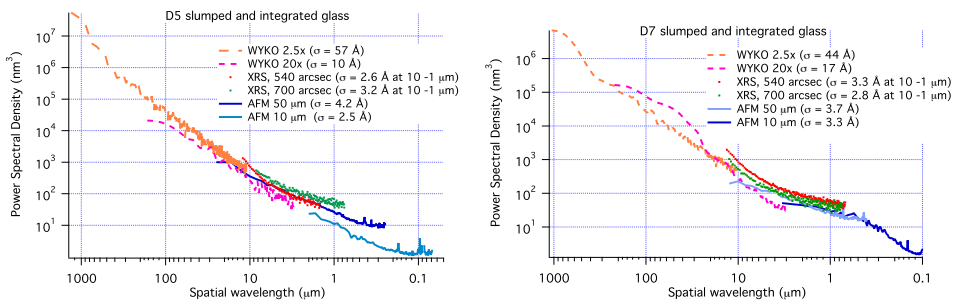 D5 slumped and integrated glass
Power Spectral Density (nm³)
10⁷
10⁶
10⁵
10⁴
10³
10²
10¹
WYKO 2.5x (σ = 57 Å)
WYKO 20x (σ = 10 Å)
XRS, 540 arcsec (σ = 2.6 Å at 10 -1 µm)
XRS, 700 arcsec (σ = 3.2 Å at 10 -1 µm)
AFM 50 µm (σ = 4.2 Å)
AFM 10 µm (σ = 2.5 Å)
1000 100 10 1 0.1
Spatial wavelength (µm)
D7 slumped and integrated glass
Power Spectral Density (nm³)
10⁶
10⁵
10⁴
10³
10²
10¹
WYKO 2.5x (σ = 44 Å)
WYKO 20x (σ = 17 Å)
XRS, 540 arcsec (σ = 3.3 Å at 10 -1 µm)
XRS, 700 arcsec (σ = 2.8 Å at 10 -1 µm)
AFM 50 µm (σ = 3.7 Å)
AFM 10 µm (σ = 3.3 Å)
1000 100 10 1 0.1
Spatial wavelength (µm)